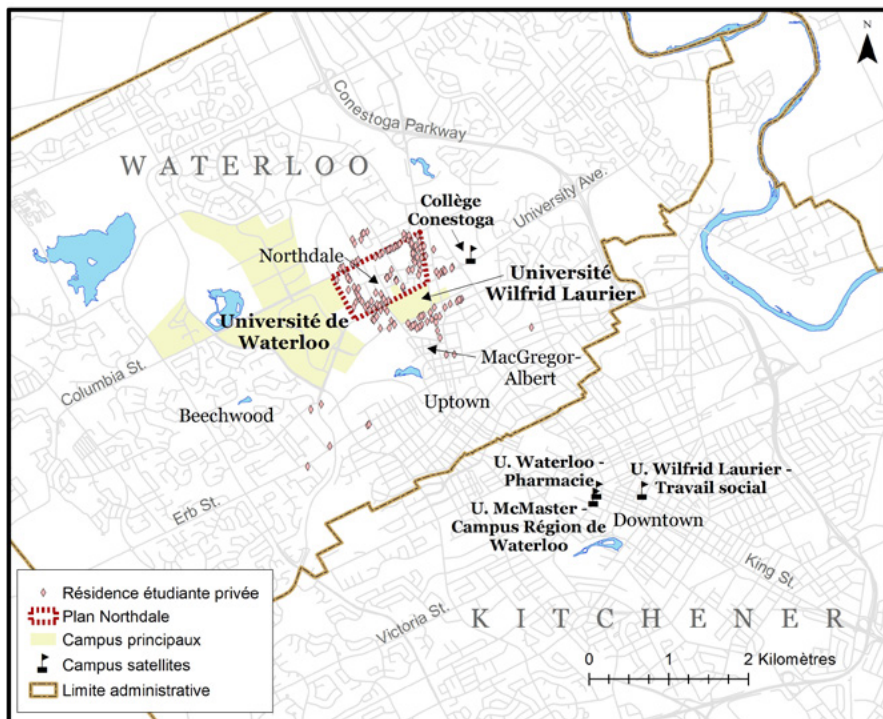 N
Conestoga Parkway
WATERLOO
Collège
Conestoga
University Ave.
Northdale
Université
Wilfrid Laurier
Université de
Waterloo
MacGregor-
Albert
Columbia St.
Beechwood
Uptown
U. Waterloo -
Pharmacie
U. Wilfrid Laurier -
Travail social
U. McMaster -
Campus Région de
Waterloo
Downtown
Erb St.
King St.
Victoria St.
KITCHENER
Résidence étudiante privée
Plan Northdale
Campus principaux
Campus satellites
Limite administrative
0 1 2 Kilomètres